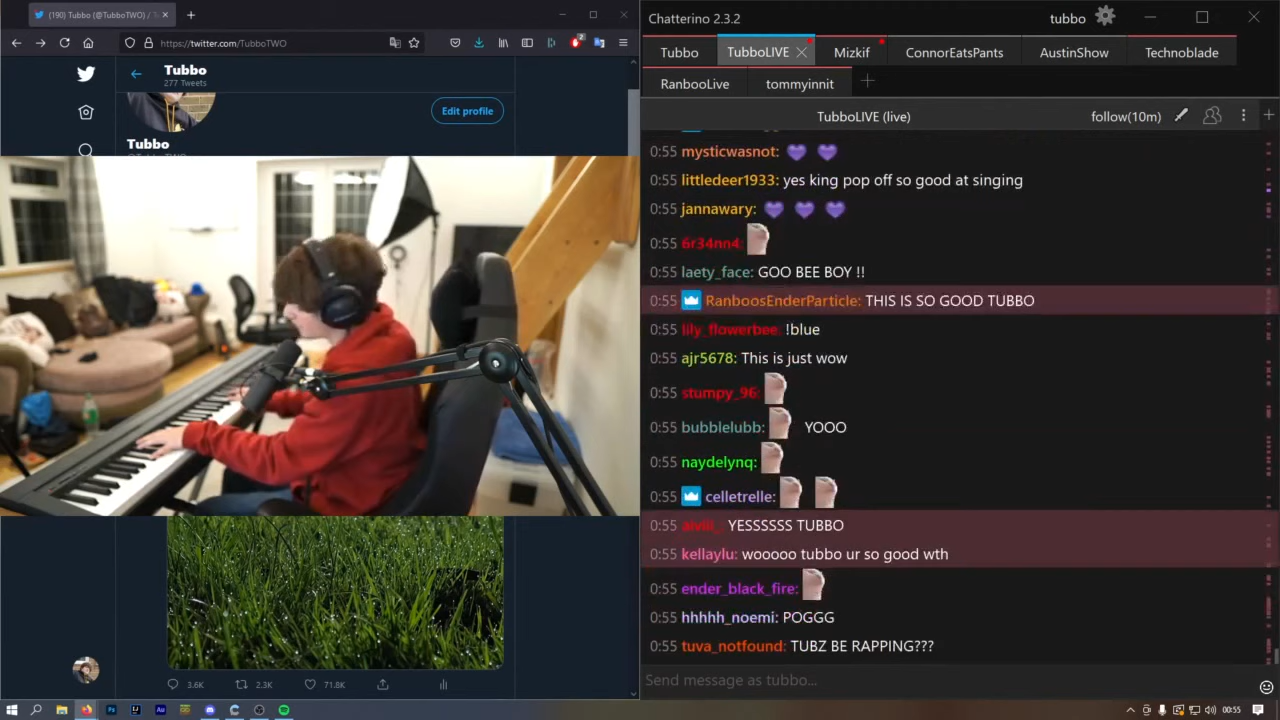 (190) Tubbo (@TubboTWO) / T
https://twitter.com/TubboTWO
2
Tubbo
277 Tweets
Edit profile
Tubbo
3.6K
2.3K
71.8K
Chatterino 2.3.2
tubbo
Tubbo
TubboLIVE
Mizkif
ConnorEatsPants
AustinShow
Technoblade
RanbooLive
tommyinnit
TubboLIVE (live)
follow(10m)
0:55 mysticwasnot:
0:55 littledeer1933: yes king pop off so good at singing
0:55 jannawary:
0:55 6r34nn4:
0:55 laety_face: GOO BEE BOY !!
0:55 RanboosEnderParticle: THIS IS SO GOOD TUBBO
0:55 lily_flowerbee: !blue
0:55 ajr5678: This is just wow
0:55 stumpy_96:
0:55 bubblelubb: YOOO
0:55 naydelynq:
0:55 celletrelle:
0:55 YESSSSSS TUBBO
0:55 kellaylu: wooooo tubbo ur so good wth
0:55 ender_black_fire:
0:55 hhhhh_noemi: POGGG
0:55 tuva_notfound: TUBZ BE RAPPING???
Send message as tubbo...
Ps
Au
00:55